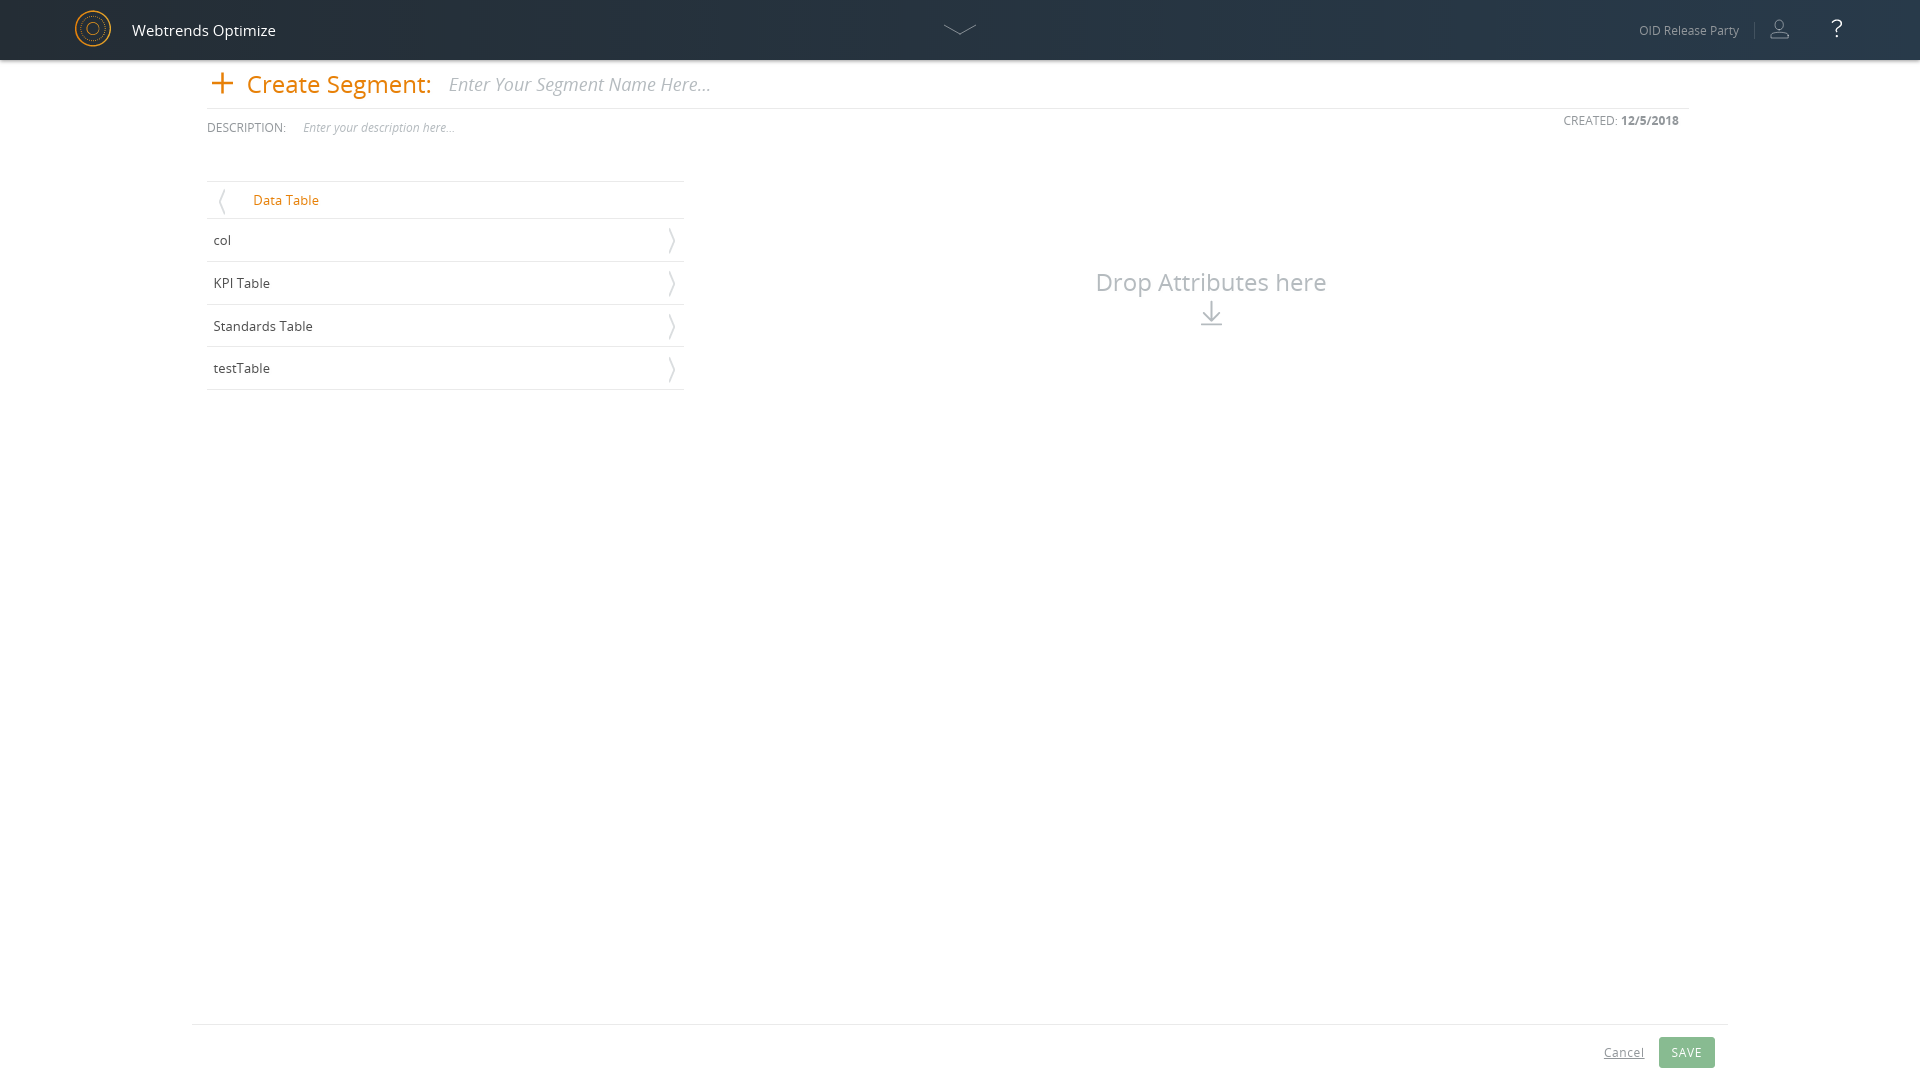 Webtrends Optimize
OID Release Party
?
Create Segment: Enter Your Segment Name Here...
DESCRIPTION: Enter your description here...
CREATED: 12/5/2018
Data Table
col
KPI Table
Standards Table
testTable
Drop Attributes here
Cancel SAVE